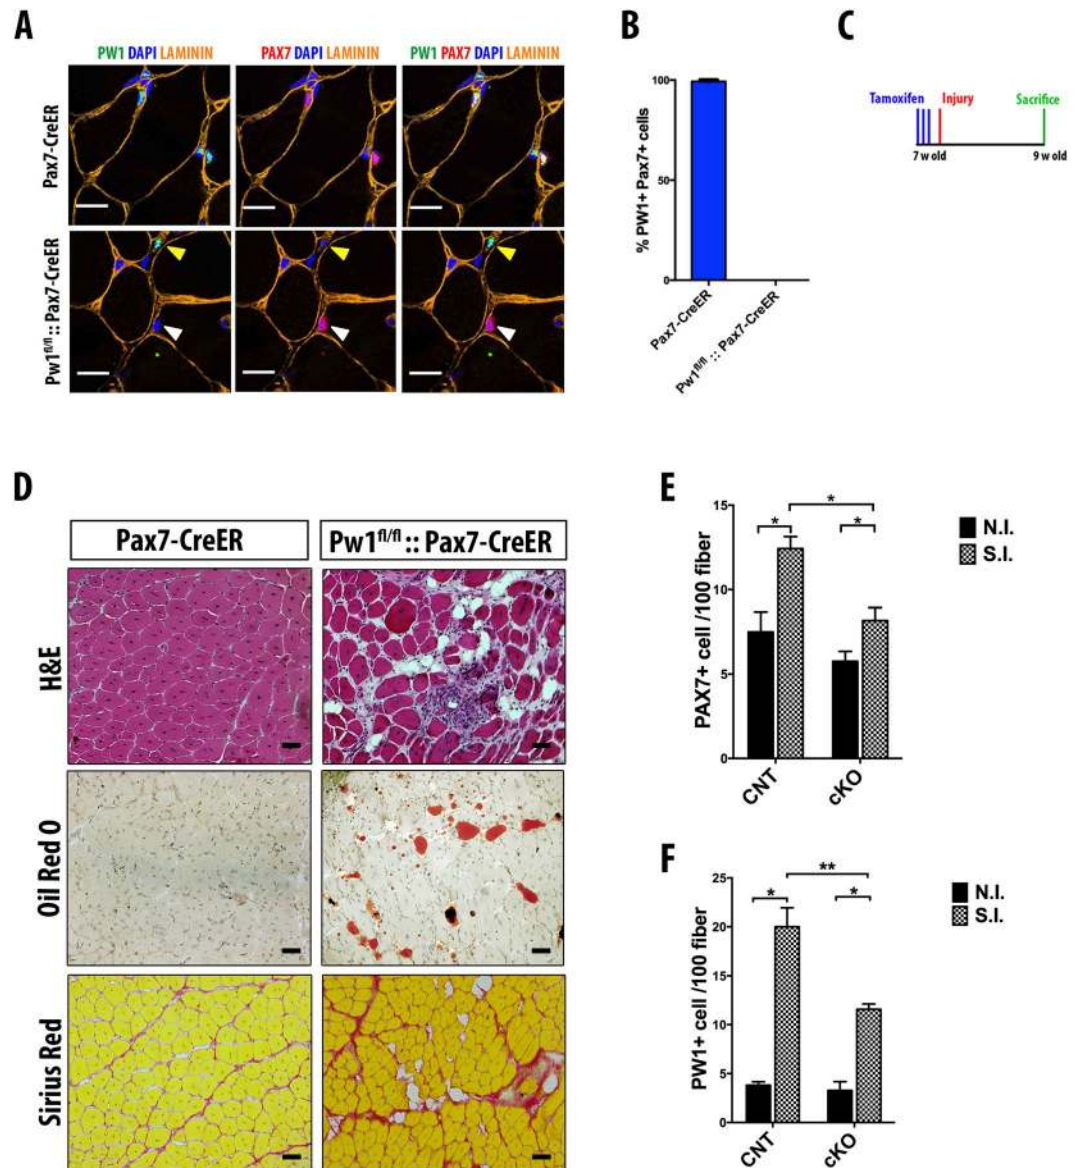 A
PW1 DAPI LAMININ
PAX7 DAPI LAMININ
PW1 PAX7 DAPI LAMININ
Pax7-CreER
Pw1fl/fl :: Pax7-CreER
B
% PW1+ Pax7+ cells
100
50
0
Pax7-CreER
Pw1fl/fl :: Pax7-CreER
C
Tamoxifen
Injury
Sacrifice
7 w old
9 w old
D
Pax7-CreER
Pw1fl/fl :: Pax7-CreER
H&E
Oil Red O
Sirius Red
E
PAX7+ cell /100 fiber
15
10
5
0
*
*
*
CNT
cKO
N.I.
S.I.
F
PW1+ cell /100 fiber
25
20
15
10
5
0
**
*
*
CNT
cKO
N.I.
S.I.